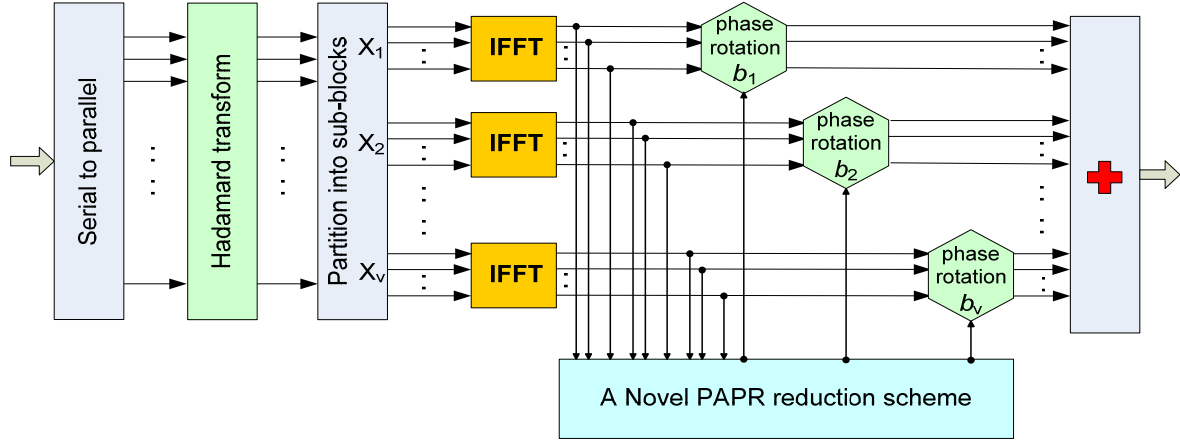 Serial to parallel
Hadamard transform
Partition into sub-blocks
X1
X2
Xv
IFFT
IFFT
IFFT
phase
rotation
b1
phase
rotation
b2
phase
rotation
bv
A Novel PAPR reduction scheme